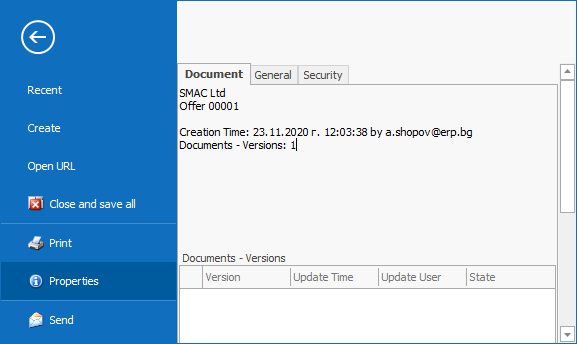 Recent
Create
Open URL
Close and save all
Print
Properties
Send
Document General Security
SMAC Ltd
Offer 00001
Creation Time: 23.11.2020 г. 12:03:38 by a.shopov@erp.bg
Documents - Versions: 1
Documents - Versions
Version Update Time Update User State